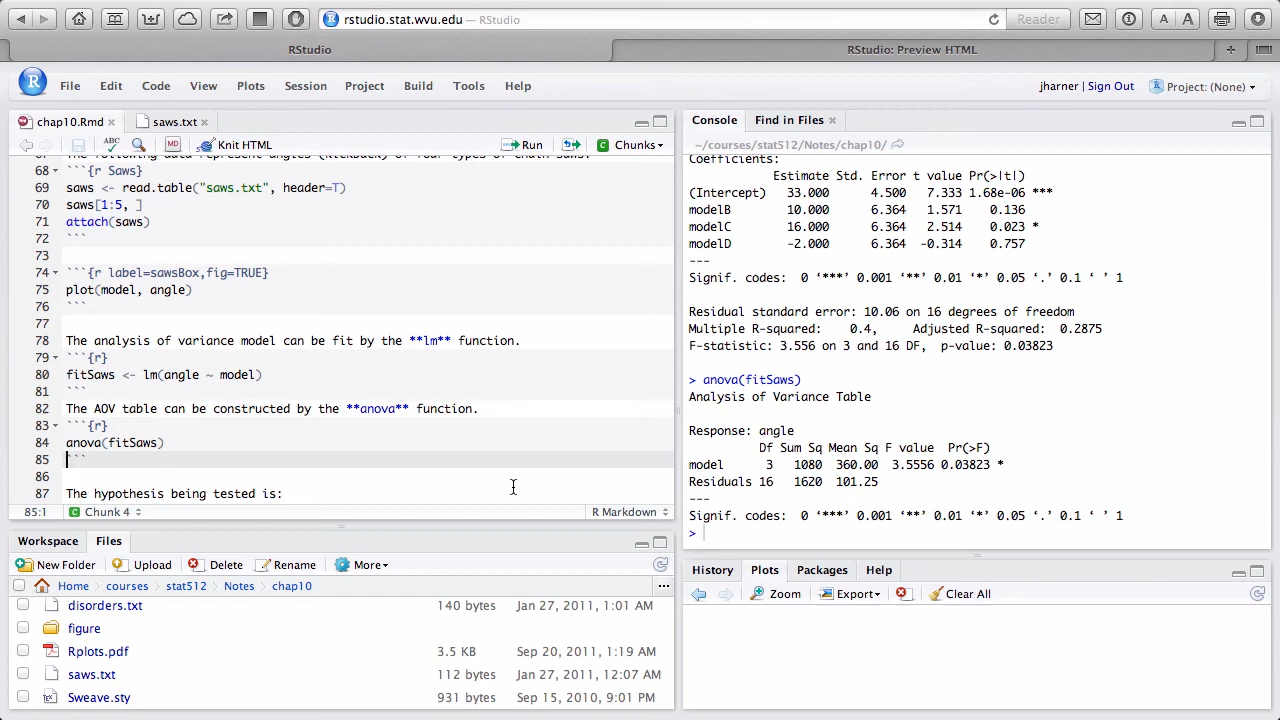 rstudio.stat.wvu.edu — RStudio
Reader
A A
RStudio
RStudio: Preview HTML
R
File Edit Code View Plots Session Project Build Tools Help
jharner | Sign Out
Project: (None)
chap10.Rmd
saws.txt
ABC MD Knit HTML
Run
Chunks
68 ```{r Saws}
69 saws <- read.table("saws.txt", header=T)
70 saws[1:5, ]
71 attach(saws)
72 ```
73
74 ```{r label=sawsBox,fig=TRUE}
75 plot(model, angle)
76 ```
77
78 The analysis of variance model can be fit by the **lm** function.
79 ```{r}
80 fitSaws <- lm(angle ~ model)
81 ```
82 The AOV table can be constructed by the **anova** function.
83 ```{r}
84 anova(fitSaws)
85 ```
86
87 The hypothesis being tested is:
85:1 C Chunk 4
R Markdown
Console Find in Files
~/courses/stat512/Notes/chap10/
Coefficients:
Estimate Std. Error t value Pr(>|t|)
(Intercept) 33.000 4.500 7.333 1.68e-06 ***
modelB 10.000 6.364 1.571 0.136
modelC 16.000 6.364 2.514 0.023 *
modelD -2.000 6.364 -0.314 0.757
---
Signif. codes: 0 ‘***’ 0.001 ‘**’ 0.01 ‘*’ 0.05 ‘.’ 0.1 ‘ ’ 1
Residual standard error: 10.06 on 16 degrees of freedom
Multiple R-squared: 0.4, Adjusted R-squared: 0.2875
F-statistic: 3.556 on 3 and 16 DF, p-value: 0.03823
> anova(fitSaws)
Analysis of Variance Table
Response: angle
Df Sum Sq Mean Sq F value Pr(>F)
model 3 1080 360.00 3.5556 0.03823 *
Residuals 16 1620 101.25
---
Signif. codes: 0 ‘***’ 0.001 ‘**’ 0.01 ‘*’ 0.05 ‘.’ 0.1 ‘ ’ 1
>
Workspace Files
New Folder Upload Delete Rename More
Home courses stat512 Notes chap10 ...
disorders.txt 140 bytes Jan 27, 2011, 1:01 AM
figure
Rplots.pdf 3.5 KB Sep 20, 2011, 1:19 AM
saws.txt 112 bytes Jan 27, 2011, 12:07 AM
Sweave.sty 931 bytes Sep 15, 2010, 9:01 PM
History Plots Packages Help
Zoom Export Clear All